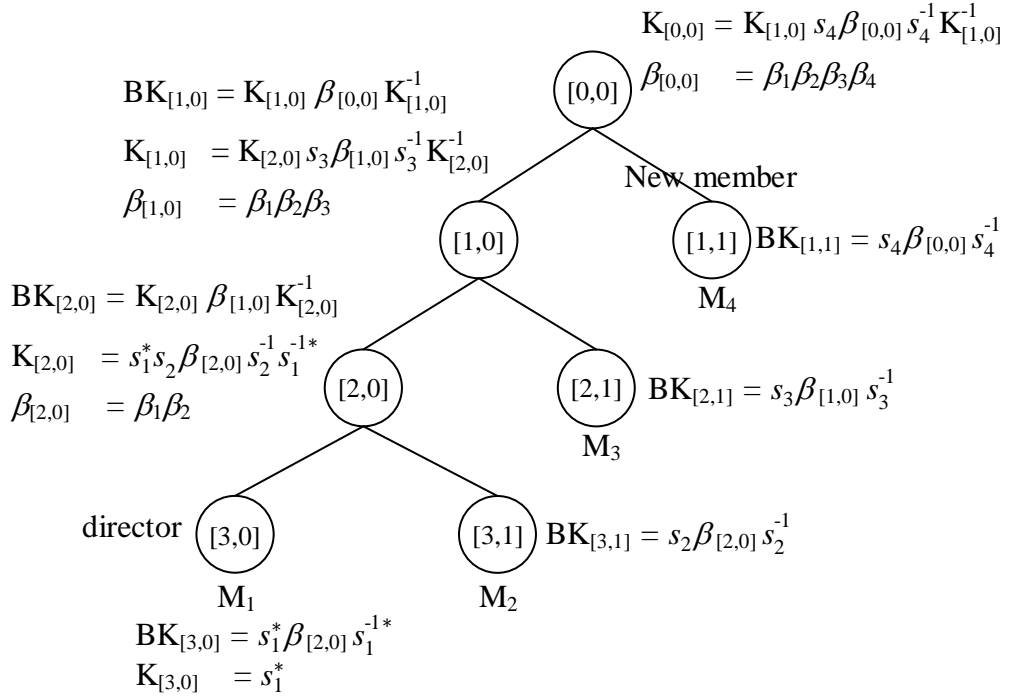 K[0,0] = K[1,0] s₄β[0,0] s₄⁻¹ K[1,0]⁻¹
β[0,0] = β₁β₂β₃β₄
[0,0]
BK[1,0] = K[1,0] β[0,0] K[1,0]⁻¹
K[1,0] = K[2,0] s₃β[1,0] s₃⁻¹ K[2,0]⁻¹
β[1,0] = β₁β₂β₃
New member
[1,0]
[1,1] BK[1,1] = s₄β[0,0] s₄⁻¹
M₄
BK[2,0] = K[2,0] β[1,0] K[2,0]⁻¹
K[2,0] = s₁* s₂ β[2,0] s₂⁻¹ s₁⁻¹*
β[2,0] = β₁β₂
[2,0]
[2,1] BK[2,1] = s₃β[1,0] s₃⁻¹
M₃
director [3,0]
[3,1] BK[3,1] = s₂β[2,0] s₂⁻¹
M₁
M₂
BK[3,0] = s₁* β[2,0] s₁⁻¹*
K[3,0] = s₁*